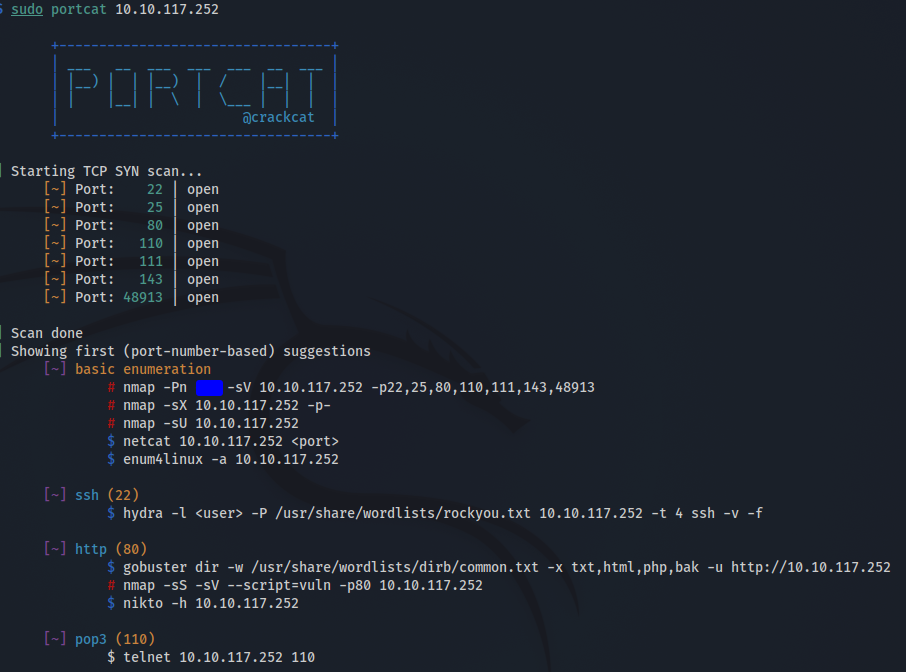 $ sudo portcat 10.10.117.252
PORTCAT
@crackcat
Starting TCP SYN scan...
[~] Port: 22 | open
[~] Port: 25 | open
[~] Port: 80 | open
[~] Port: 110 | open
[~] Port: 111 | open
[~] Port: 143 | open
[~] Port: 48913 | open
Scan done
Showing first (port-number-based) suggestions
[~] basic enumeration
# nmap -Pn -sV 10.10.117.252 -p22,25,80,110,111,143,48913
# nmap -sX 10.10.117.252 -p-
# nmap -sU 10.10.117.252
$ netcat 10.10.117.252 <port>
$ enum4linux -a 10.10.117.252
[~] ssh (22)
$ hydra -l <user> -P /usr/share/wordlists/rockyou.txt 10.10.117.252 -t 4 ssh -v -f
[~] http (80)
$ gobuster dir -w /usr/share/wordlists/dirb/common.txt -x txt,html,php,bak -u http://10.10.117.252
# nmap -sS -sV --script=vuln -p80 10.10.117.252
$ nikto -h 10.10.117.252
[~] pop3 (110)
$ telnet 10.10.117.252 110